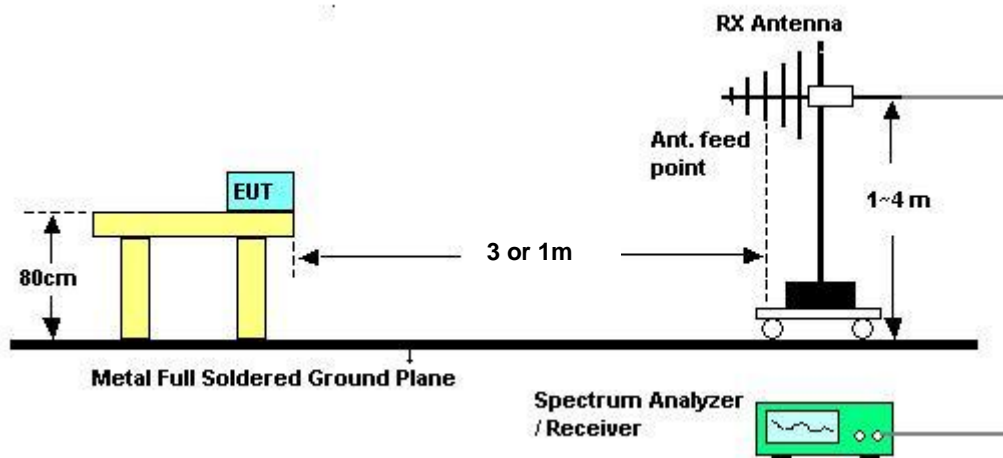 RX Antenna
Ant. feed
point
EUT
1~4 m
3 or 1m
80cm
Metal Full Soldered Ground Plane
Spectrum Analyzer
/ Receiver